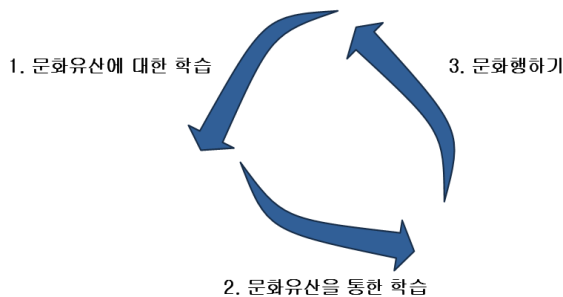 1. 문화유산에 대한 학습
3. 문화행하기
2. 문화유산을 통한 학습